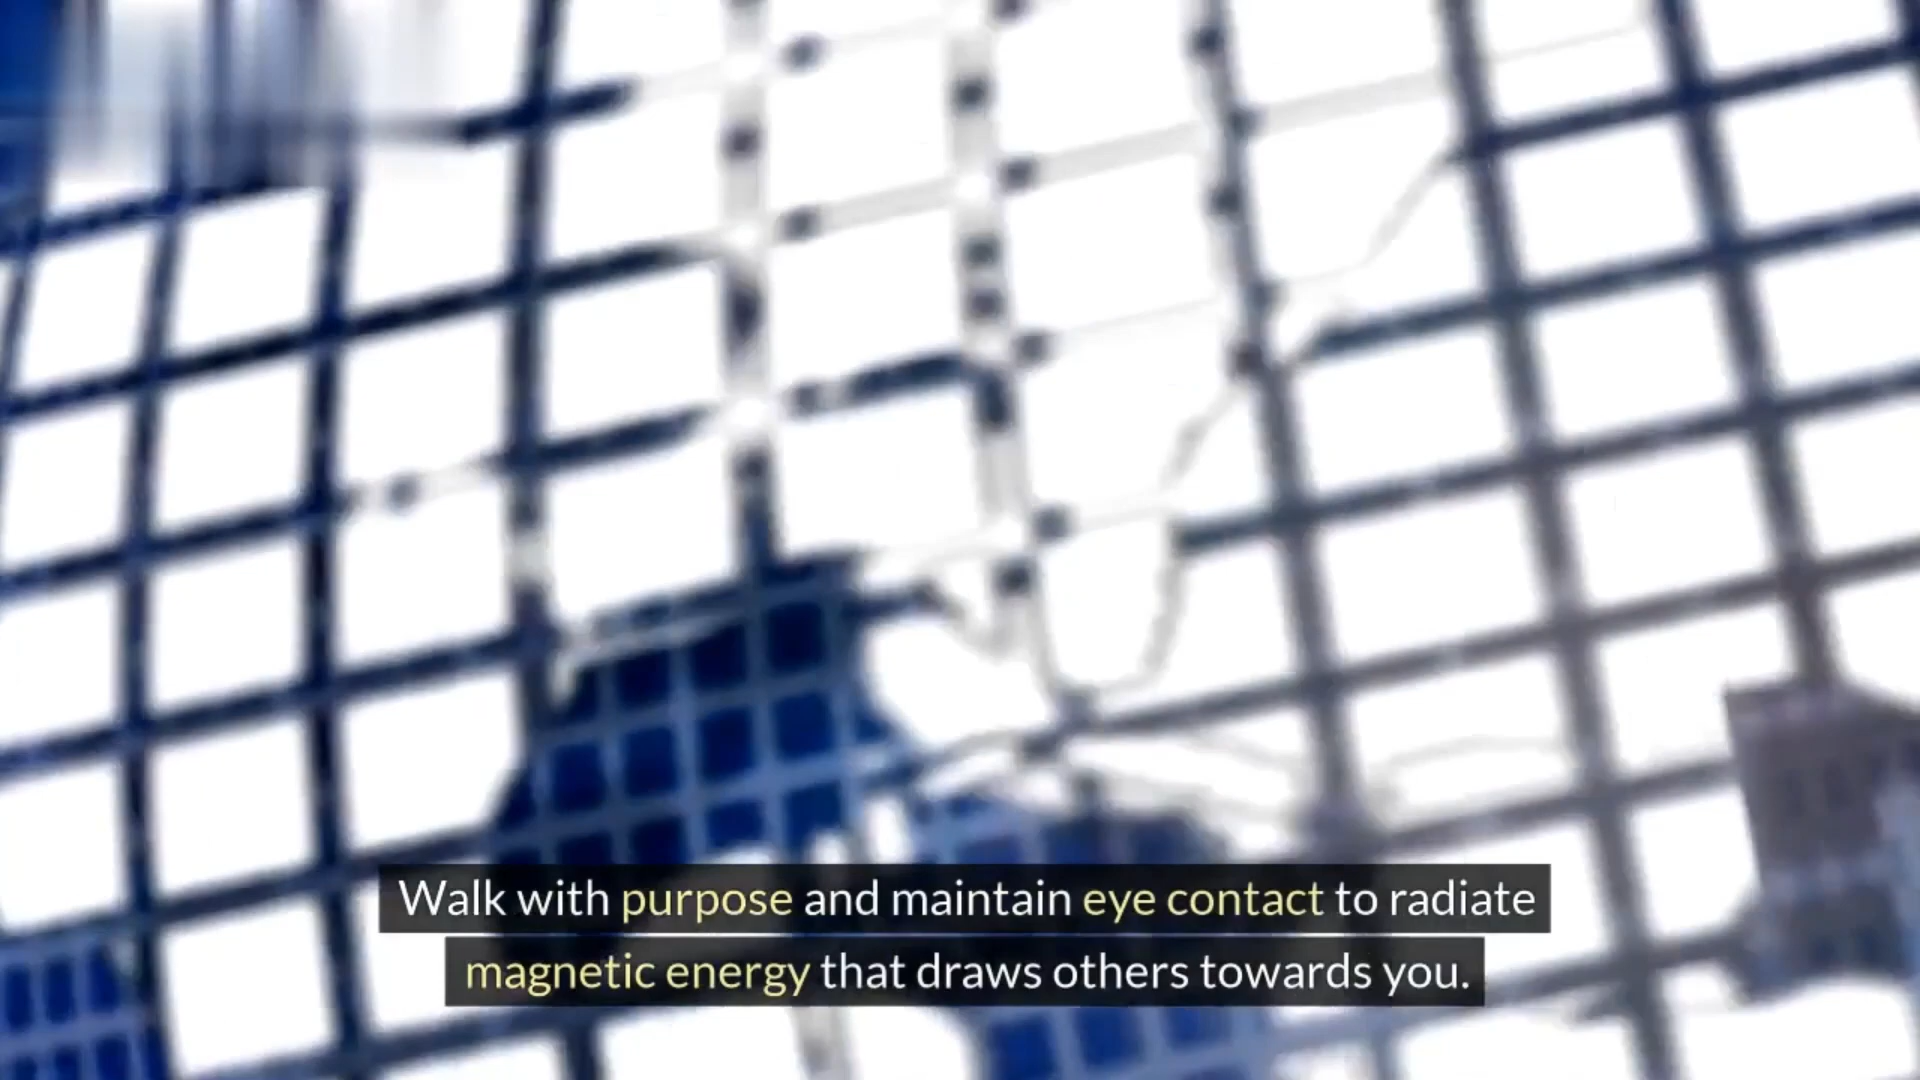 Walk with purpose and maintain eye contact to radiate
magnetic energy that draws others towards you.